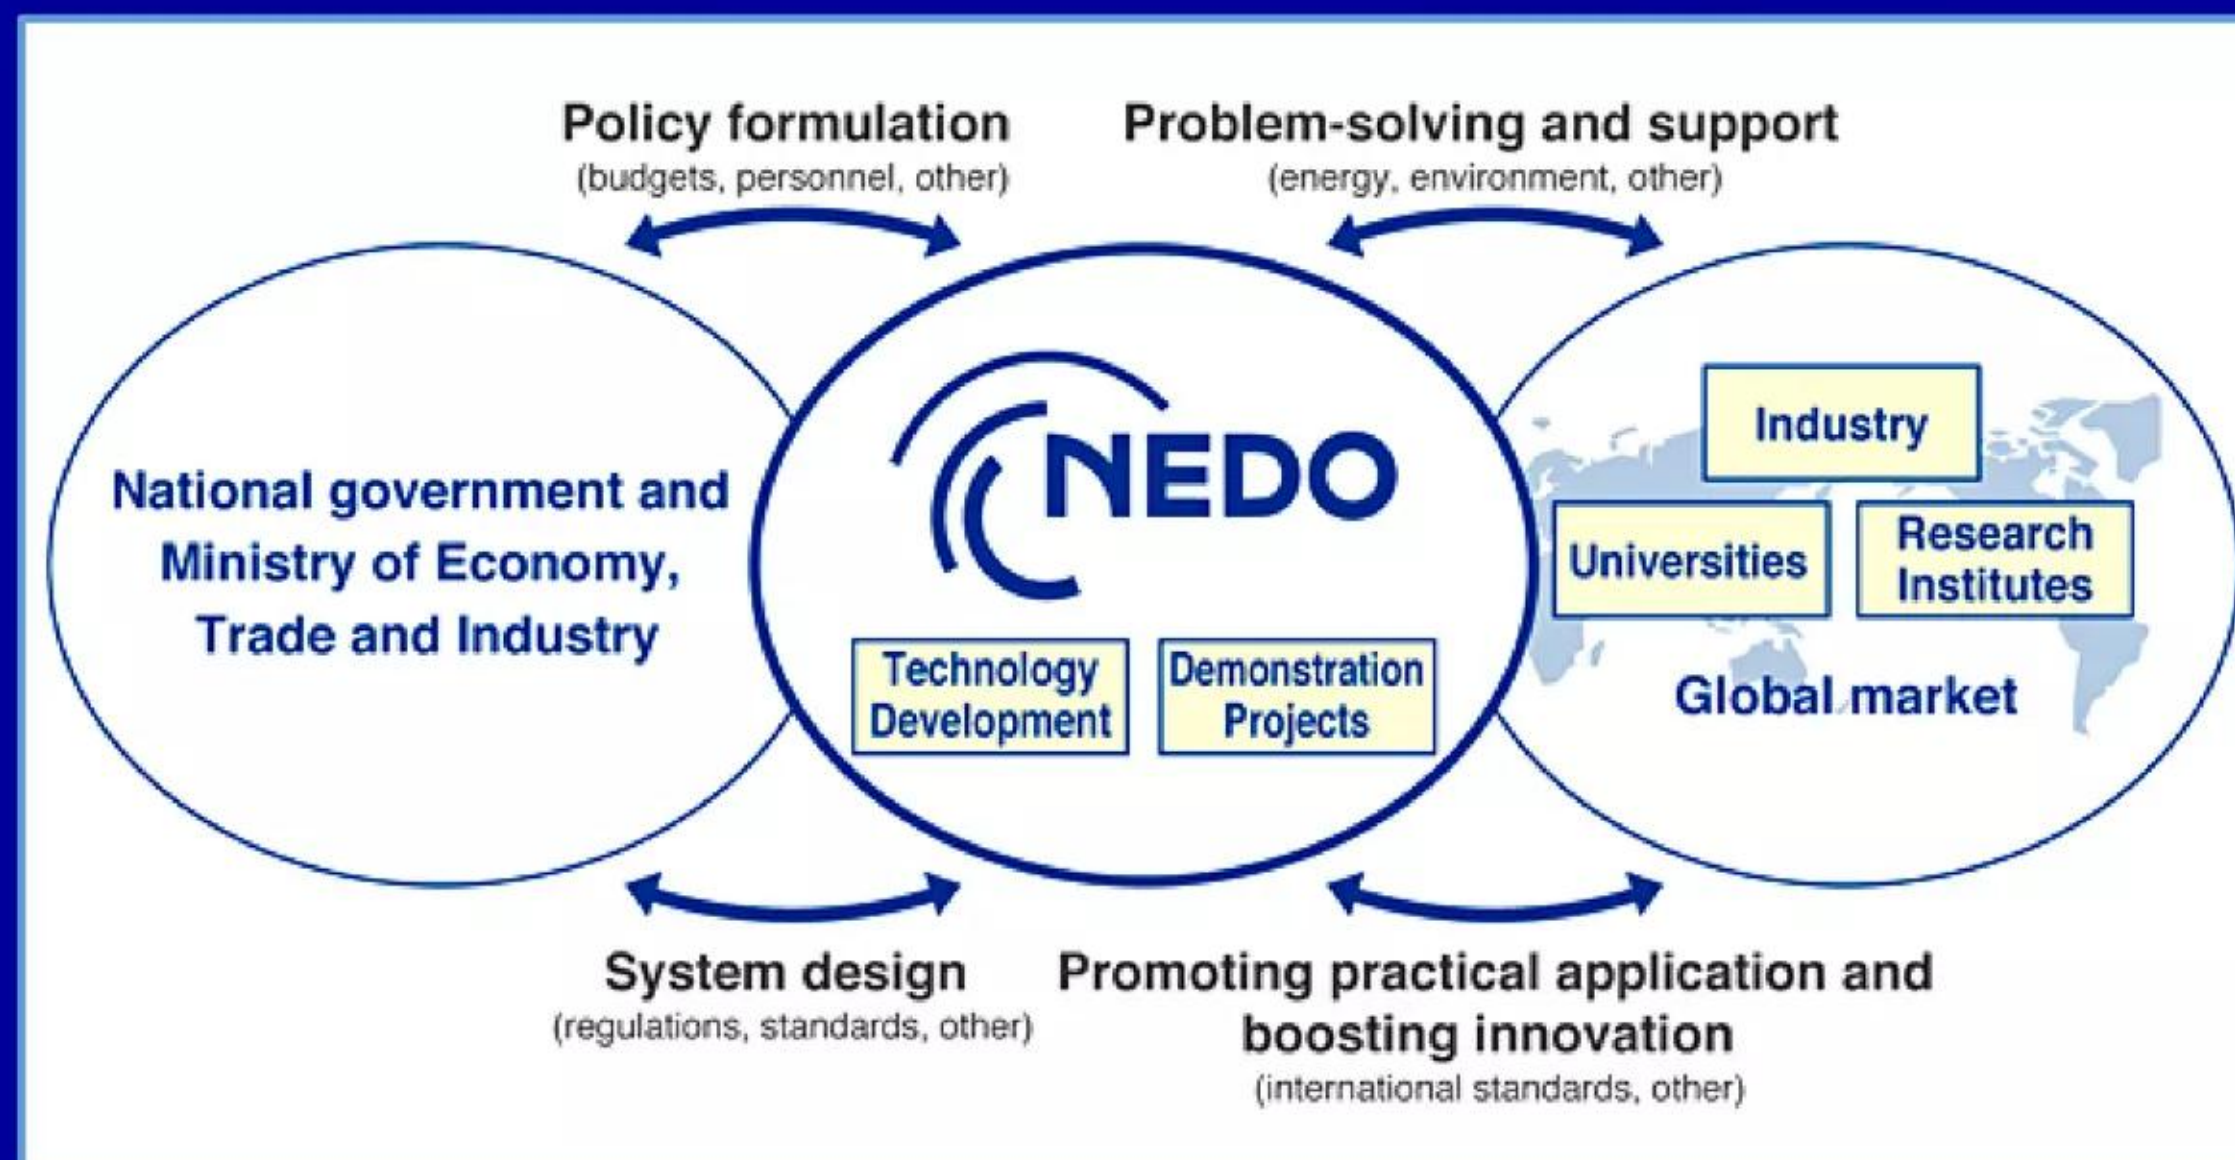 Policy formulation
(budgets, personnel, other)
Problem-solving and support
(energy, environment, other)
National government and
Ministry of Economy,
Trade and Industry
NEDO
Technology
Development
Demonstration
Projects
Industry
Universities
Research
Institutes
Global market
System design
(regulations, standards, other)
Promoting practical application and
boosting innovation
(international standards, other)